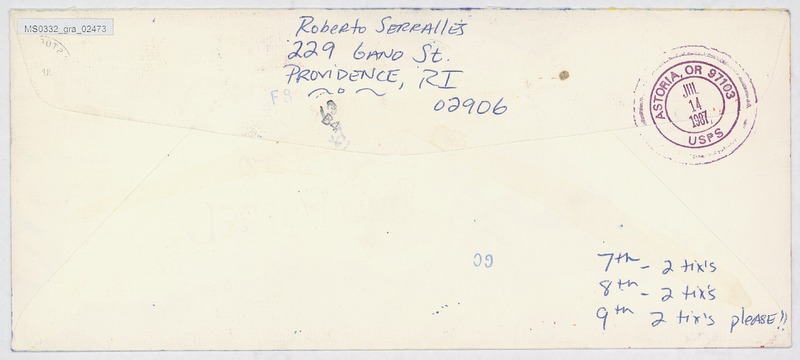 MS0332_gra_02473
Roberto Serrallés
229 Gano St.
Providence, RI
02906
F9
ASTORIA, OR 97103
JUL
14
1987
USPS
7th - 2 tix's
8th - 2 tix's
9th 2 tix's please!!